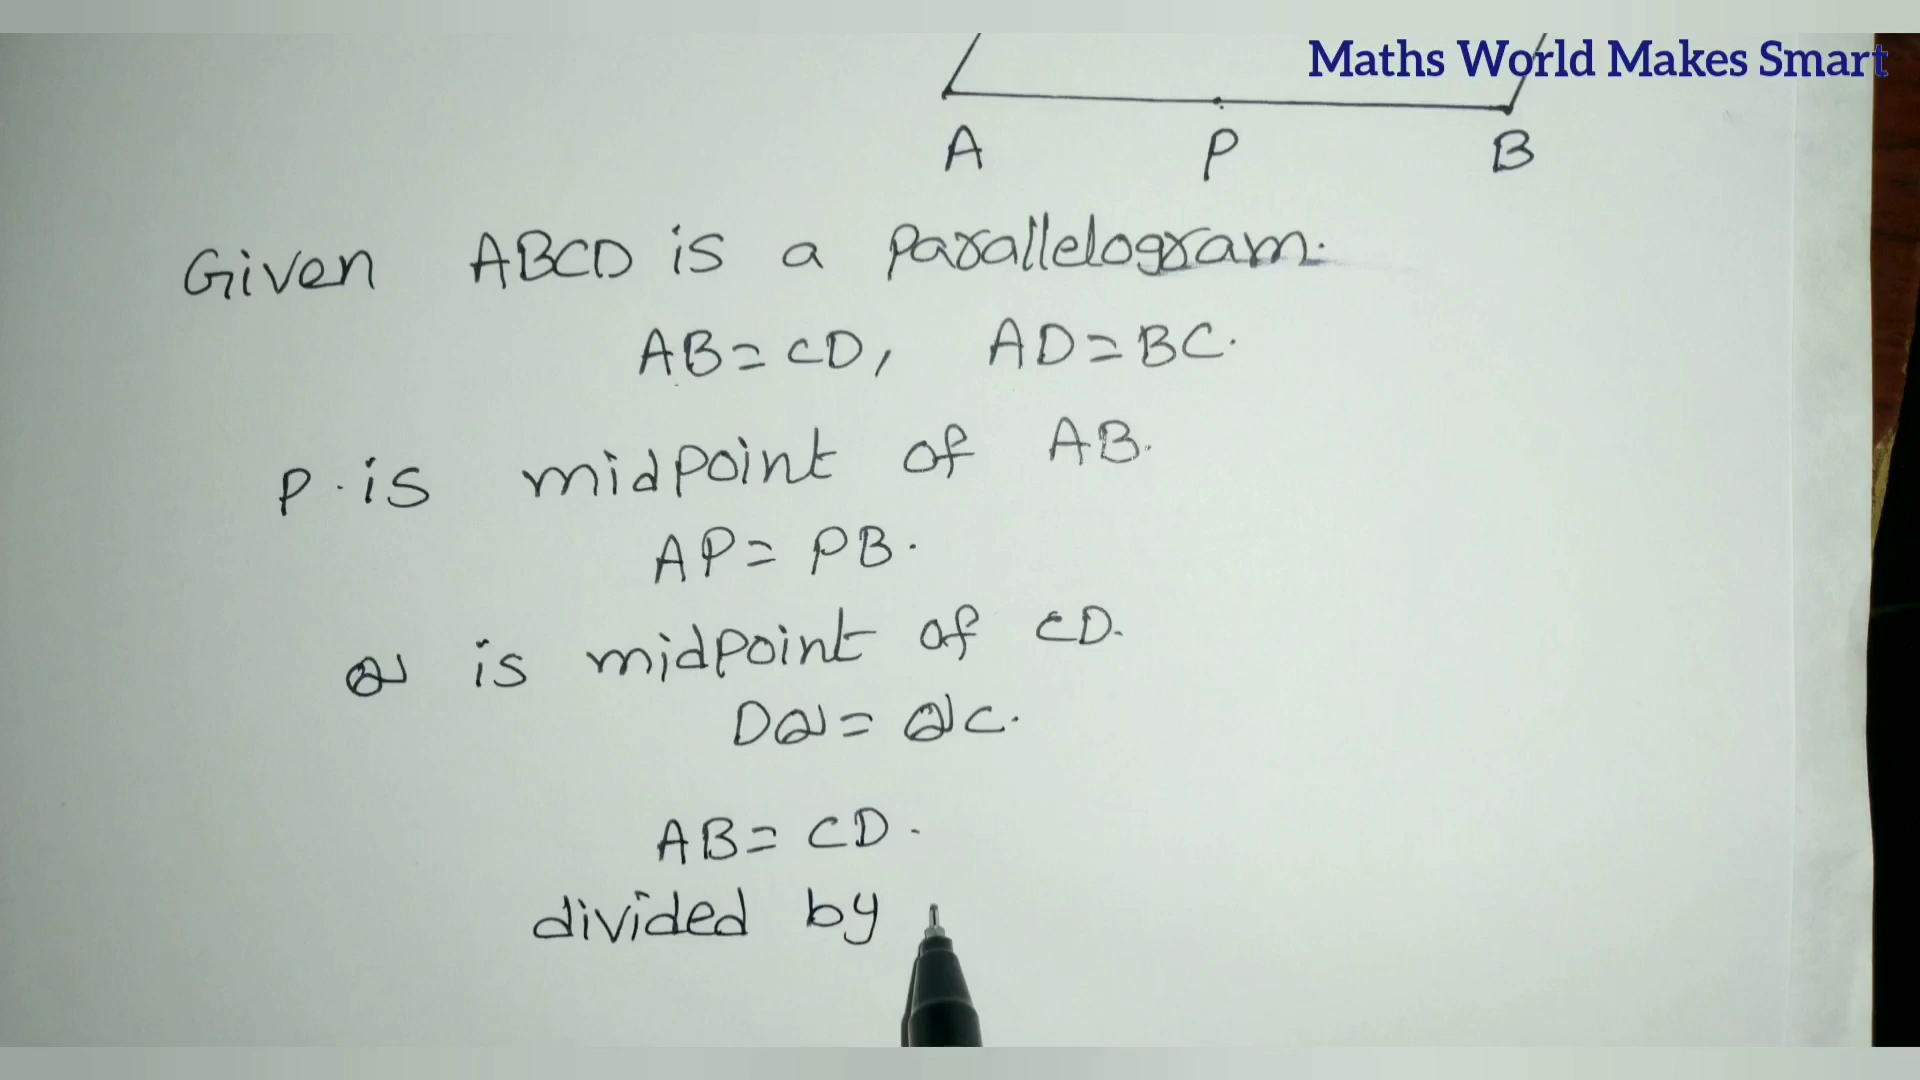 Maths World Makes Smart
A P B
Given ABCD is a parallelogram.
AB = CD, AD = BC.
P is midpoint of AB.
AP = PB.
Q is midpoint of CD.
DQ = QC.
AB = CD.
divided by